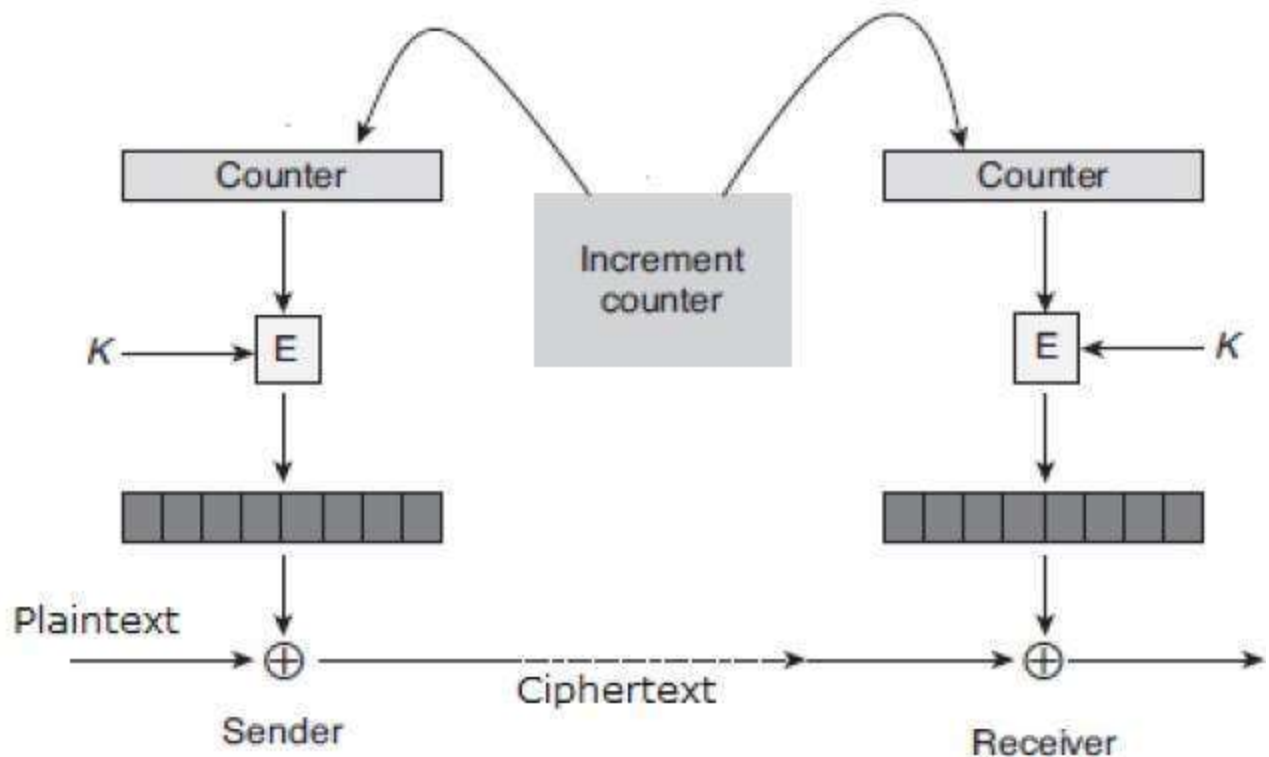 Counter
Counter
Increment
counter
K
E
E
K
Plaintext
Ciphertext
Sender
Receiver